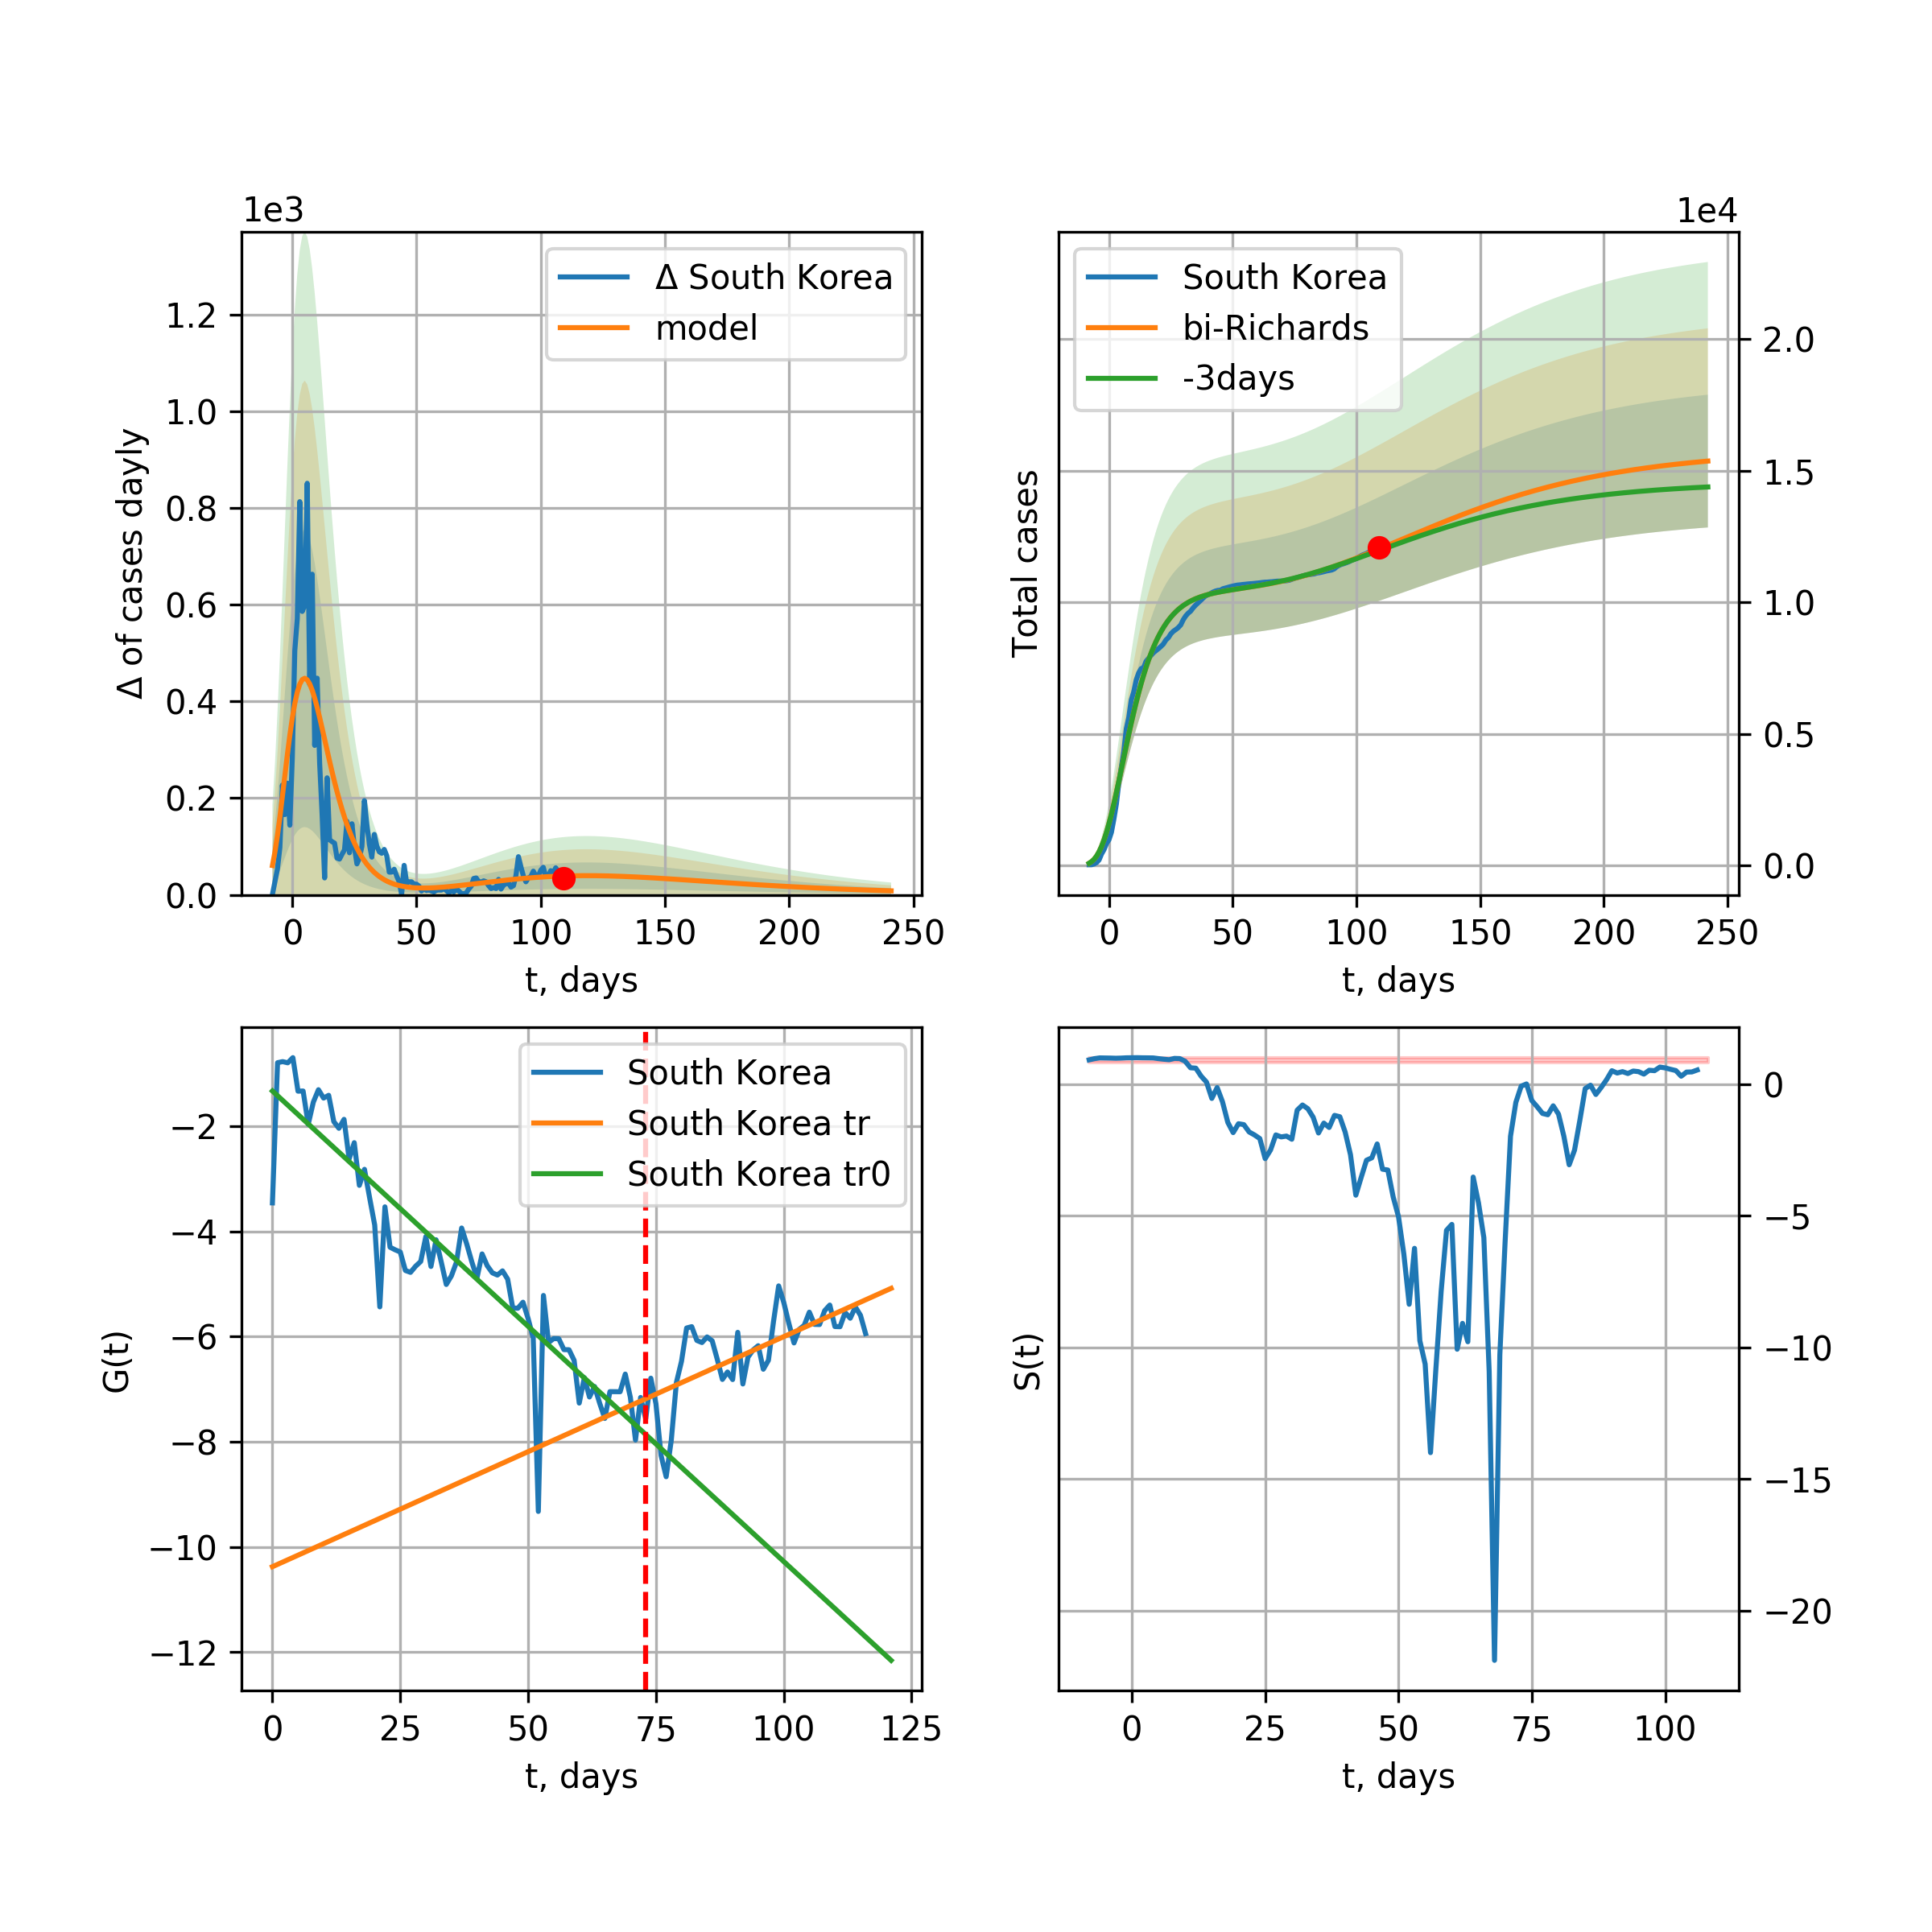 1e3
Δ of cases dayly
1.2
1.0
0.8
0.6
0.4
0.2
0.0
Δ South Korea
model
0 50 100 150 200 250
t, days
1e4
Total cases
South Korea
bi-Richards
-3days
2.0
1.5
1.0
0.5
0.0
0 50 100 150 200 250
t, days
G(t)
−2
−4
−6
−8
−10
−12
South Korea
South Korea tr
South Korea tr0
0 25 50 75 100 125
t, days
S(t)
0
−5
−10
−15
−20
0 25 50 75 100
t, days